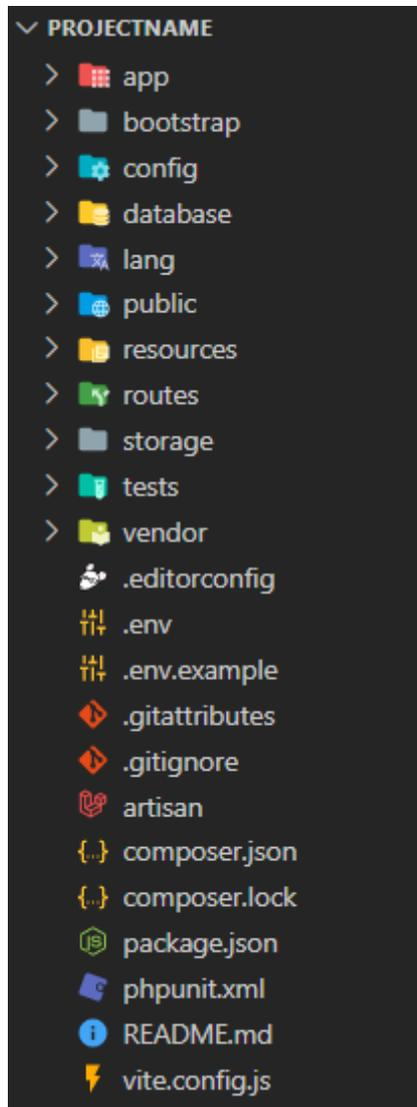 PROJECTNAME
app
bootstrap
config
database
lang
public
resources
routes
storage
tests
vendor
.editorconfig
.env
.env.example
.gitattributes
.gitignore
artisan
composer.json
composer.lock
package.json
phpunit.xml
README.md
vite.config.js